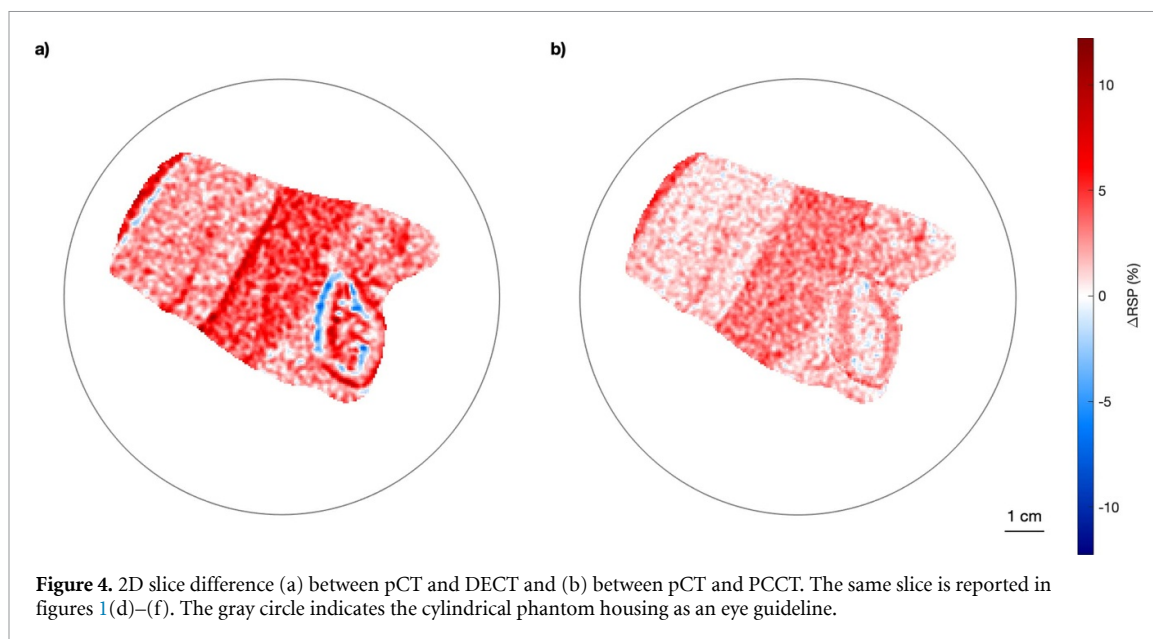 a)
b)
10
5
0
-5
-10
ΔRSP (%)
1 cm
Figure 4. 2D slice difference (a) between pCT and DECT and (b) between pCT and PCCT. The same slice is reported in
figures 1(d)–(f). The gray circle indicates the cylindrical phantom housing as an eye guideline.